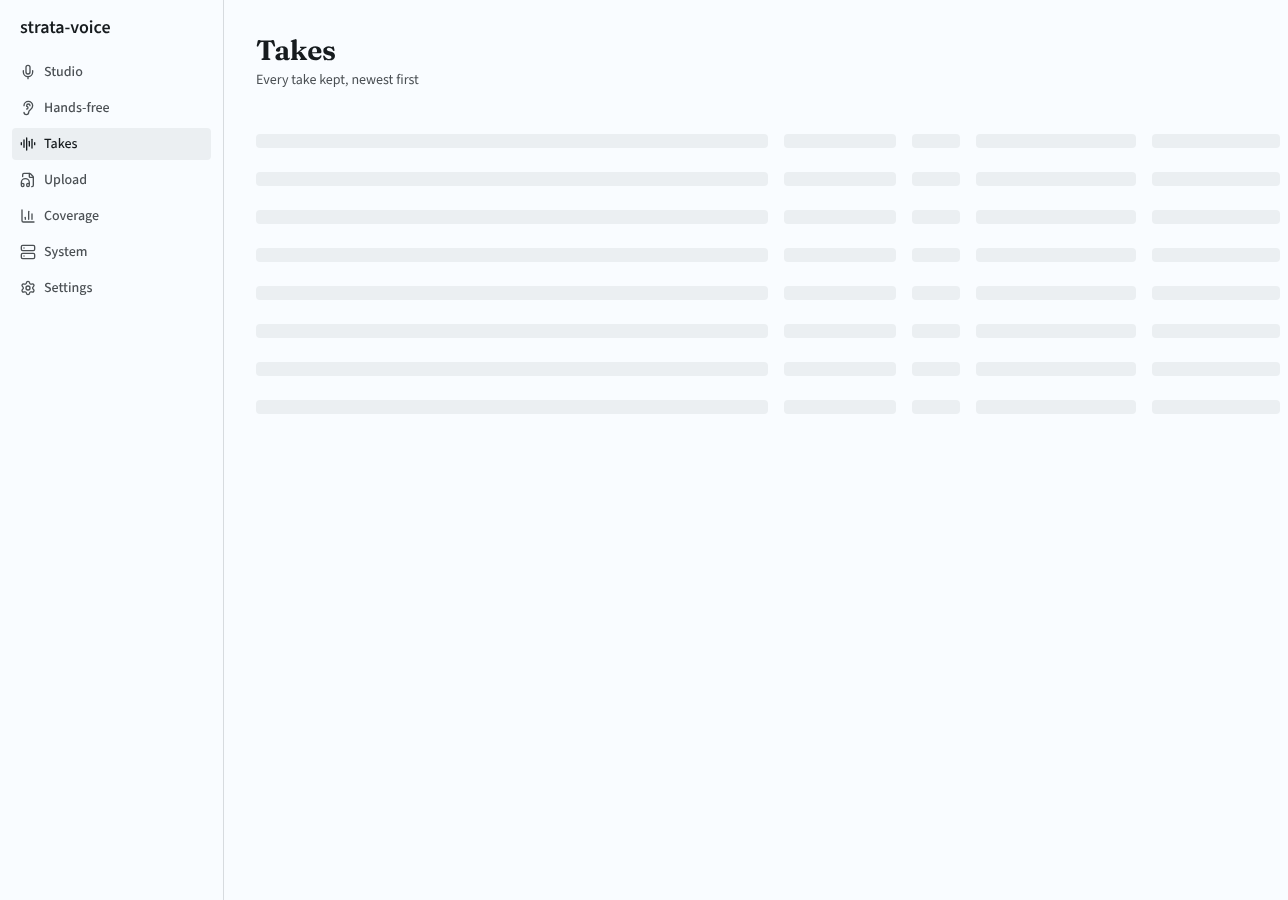 strata-voice
Studio
Hands-free
Takes
Upload
Coverage
System
Settings
Takes
Every take kept, newest first